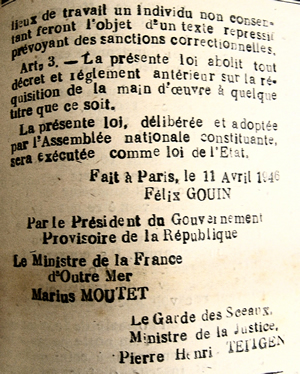 lieux de travail un individu non consen-
tant feront l'objet d'un texte repressif
prévoyant des sanctions correctionnelles.
Art. 3. — La présente loi abolit tout
décret et réglement antérieur sur la ré-
quisition de la main d'œuvre à quelque
titre que ce soit.
La présente loi, délibérée et adoptée
par l'Assemblée nationale constituante,
sera exécutée comme loi de l'Etat.
Fait à Paris, le 11 Avril 1946
Félix GOUIN
Par le Président du Gouvernement
Provisoire de la République
Le Ministre de la France
d'Outre Mer
Marius MOUTET
Le Garde des Sceaux,
Ministre de la Justice,
Pierre Henri TEITGEN